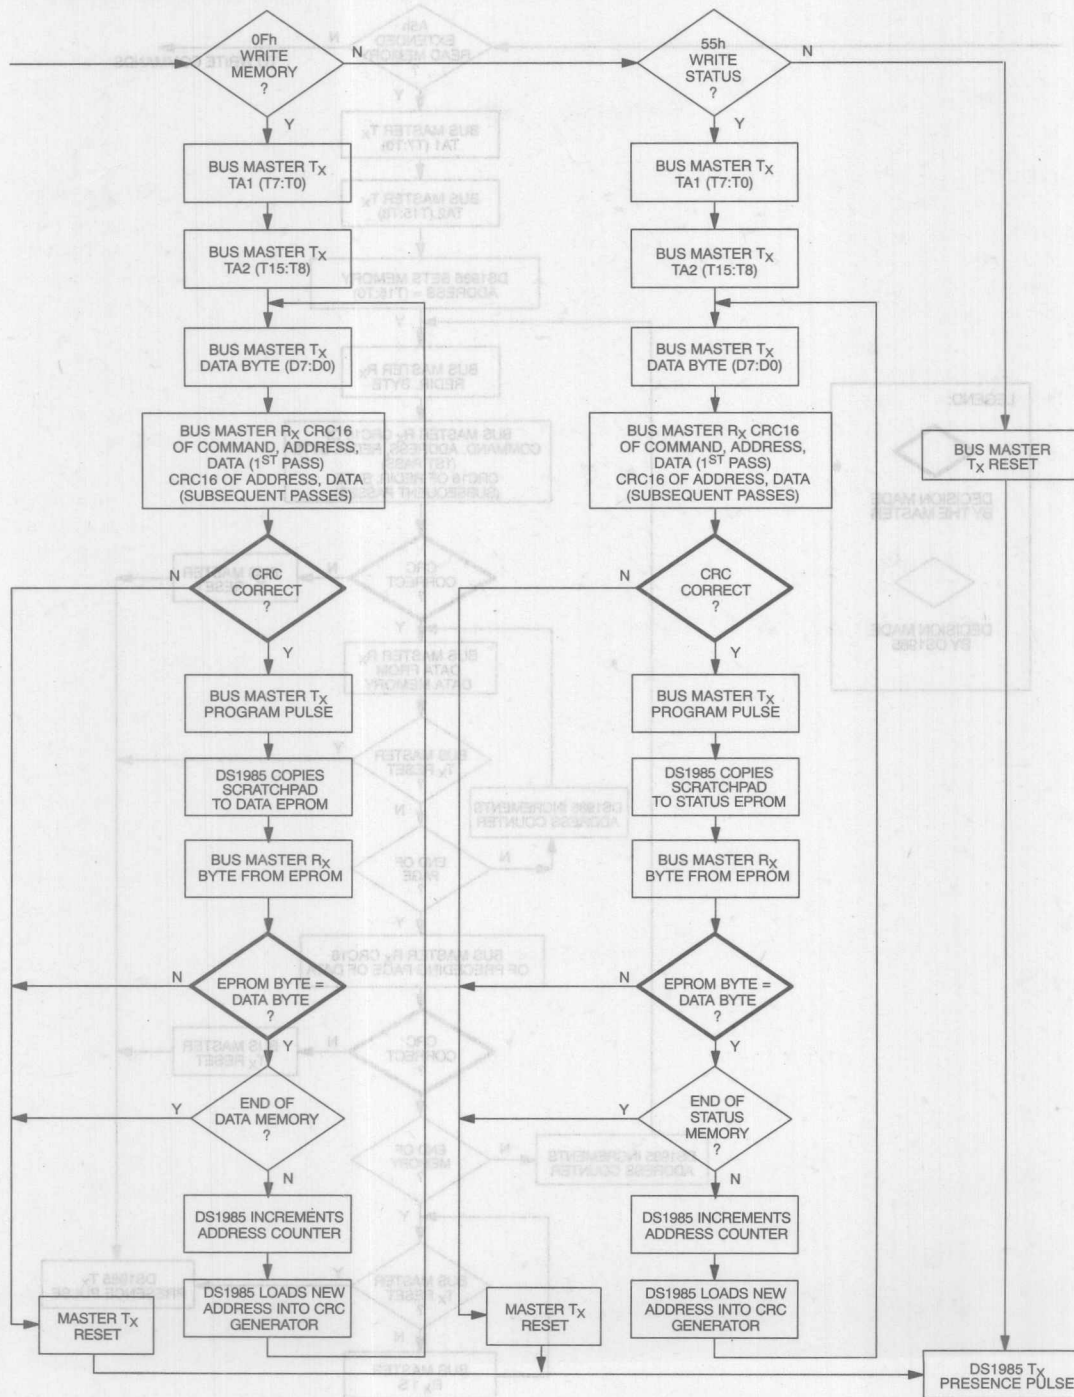 0Fh
WRITE
MEMORY
?
N
Y
BUS MASTER TX
TA1 (T7:T0)
BUS MASTER TX
TA2 (T15:T8)
BUS MASTER TX
DATA BYTE (D7:D0)
BUS MASTER RX CRC16
OF COMMAND, ADDRESS,
DATA (1ST PASS)
CRC16 OF ADDRESS, DATA
(SUBSEQUENT PASSES)
N
CRC
CORRECT
?
Y
BUS MASTER TX
PROGRAM PULSE
DS1985 COPIES
SCRATCHPAD
TO DATA EPROM
BUS MASTER RX
BYTE FROM EPROM
N
EPROM BYTE =
DATA BYTE
?
Y
Y
END OF
DATA MEMORY
?
N
DS1985 INCREMENTS
ADDRESS COUNTER
DS1985 LOADS NEW
ADDRESS INTO CRC
GENERATOR
MASTER TX
RESET
55h
WRITE
STATUS
?
N
Y
BUS MASTER TX
TA1 (T7:T0)
BUS MASTER TX
TA2 (T15:T8)
BUS MASTER TX
DATA BYTE (D7:D0)
BUS MASTER RX CRC16
OF COMMAND, ADDRESS,
DATA (1ST PASS)
CRC16 OF ADDRESS, DATA
(SUBSEQUENT PASSES)
N
CRC
CORRECT
?
Y
BUS MASTER TX
PROGRAM PULSE
DS1985 COPIES
SCRATCHPAD
TO STATUS EPROM
BUS MASTER RX
BYTE FROM EPROM
N
EPROM BYTE =
DATA BYTE
?
Y
Y
END OF
STATUS
MEMORY
?
N
DS1985 INCREMENTS
ADDRESS COUNTER
DS1985 LOADS NEW
ADDRESS INTO CRC
GENERATOR
MASTER TX
RESET
BUS MASTER
TX RESET
DS1985 TX
PRESENCE PULSE